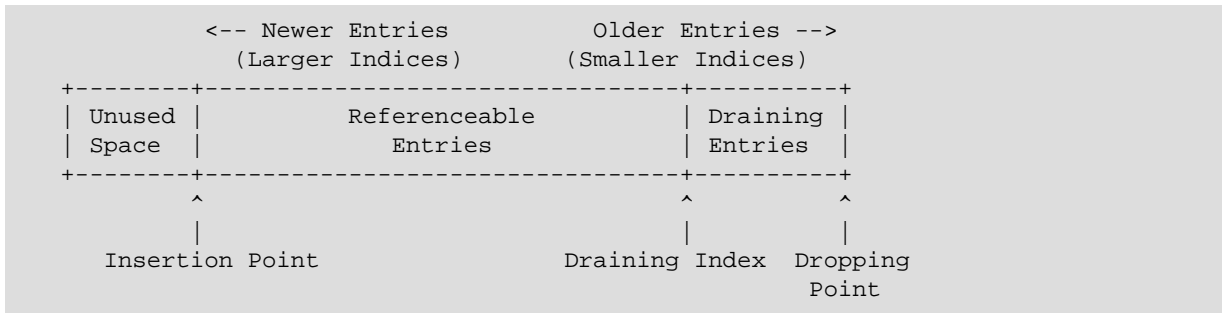 <-- Newer Entries          Older Entries -->
(Larger Indices)       (Smaller Indices)
+--------+---------------------------------+----------+
| Unused |          Referenceable          | Draining |
| Space  |             Entries             | Entries  |
+--------+---------------------------------+----------+
^                                 ^          ^
|                                 |          |
Insertion Point                 Draining Index  Dropping
Point